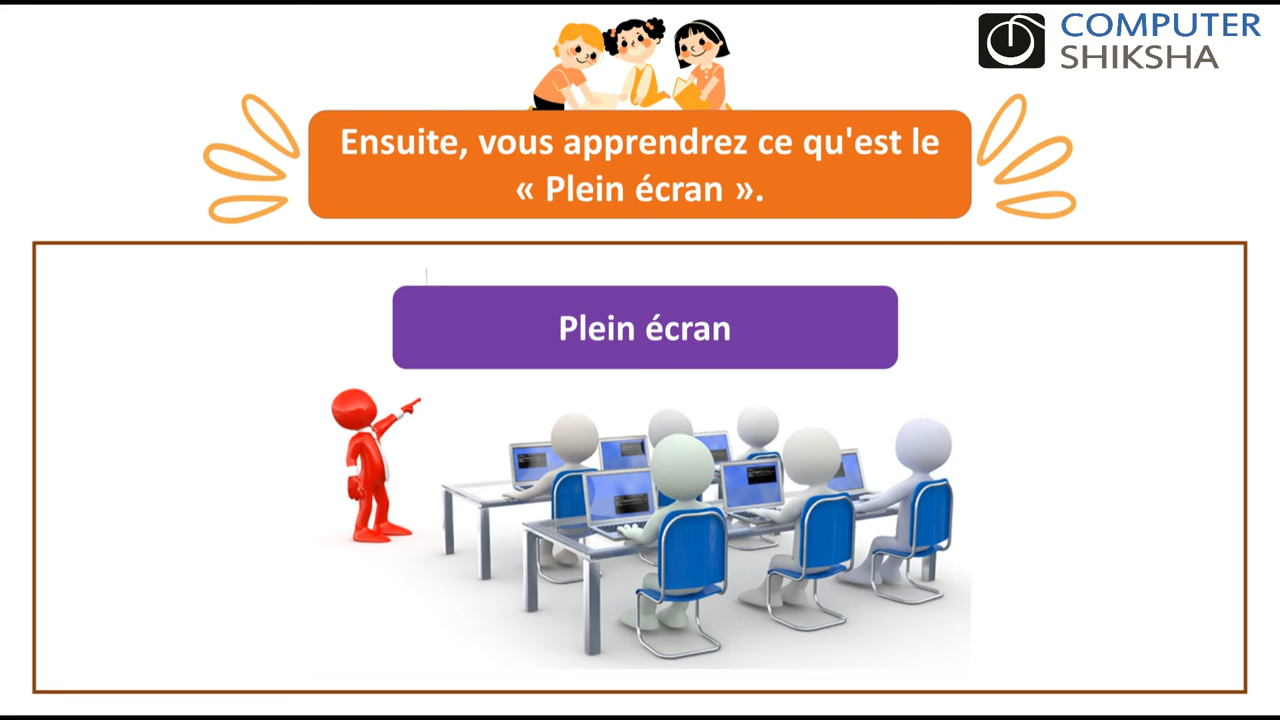 COMPUTER
SHIKSHA
Ensuite, vous apprendrez ce qu'est le
« Plein écran ».
Plein écran